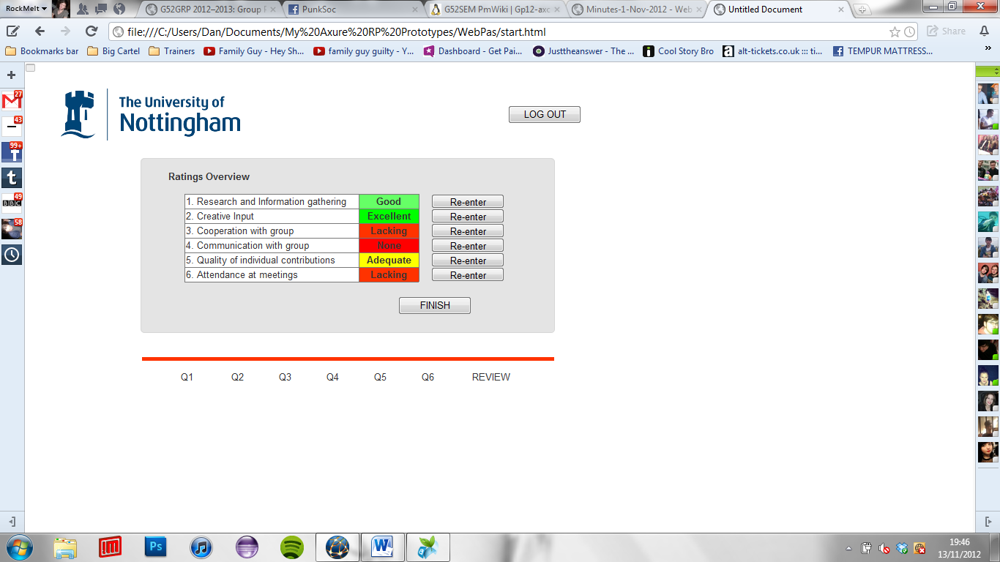 RockMelt
G52GRP 2012–2013: Group P
PunkSoc
G52SEM PmWiki | Gp12-axc
Minutes-1-Nov-2012 - Web
Untitled Document
file:///C:/Users/Dan/Documents/My%20Axure%20RP%20Prototypes/WebPas/start.html
Share
Bookmarks bar
Big Cartel
Trainers
Family Guy - Hey Sh...
family guy guilty - Y...
Dashboard - Get Pai...
Justtheanswer - The ...
Cool Story Bro
alt-tickets.co.uk ::: ti...
TEMPUR MATTRESS...
27
43
99+
BBC 49
58
The University of
Nottingham
LOG OUT
Ratings Overview
1. Research and Information gathering Good Re-enter
2. Creative Input Excellent Re-enter
3. Cooperation with group Lacking Re-enter
4. Communication with group None Re-enter
5. Quality of individual contributions Adequate Re-enter
6. Attendance at meetings Lacking Re-enter
FINISH
Q1 Q2 Q3 Q4 Q5 Q6 REVIEW
Ps
19:46
13/11/2012